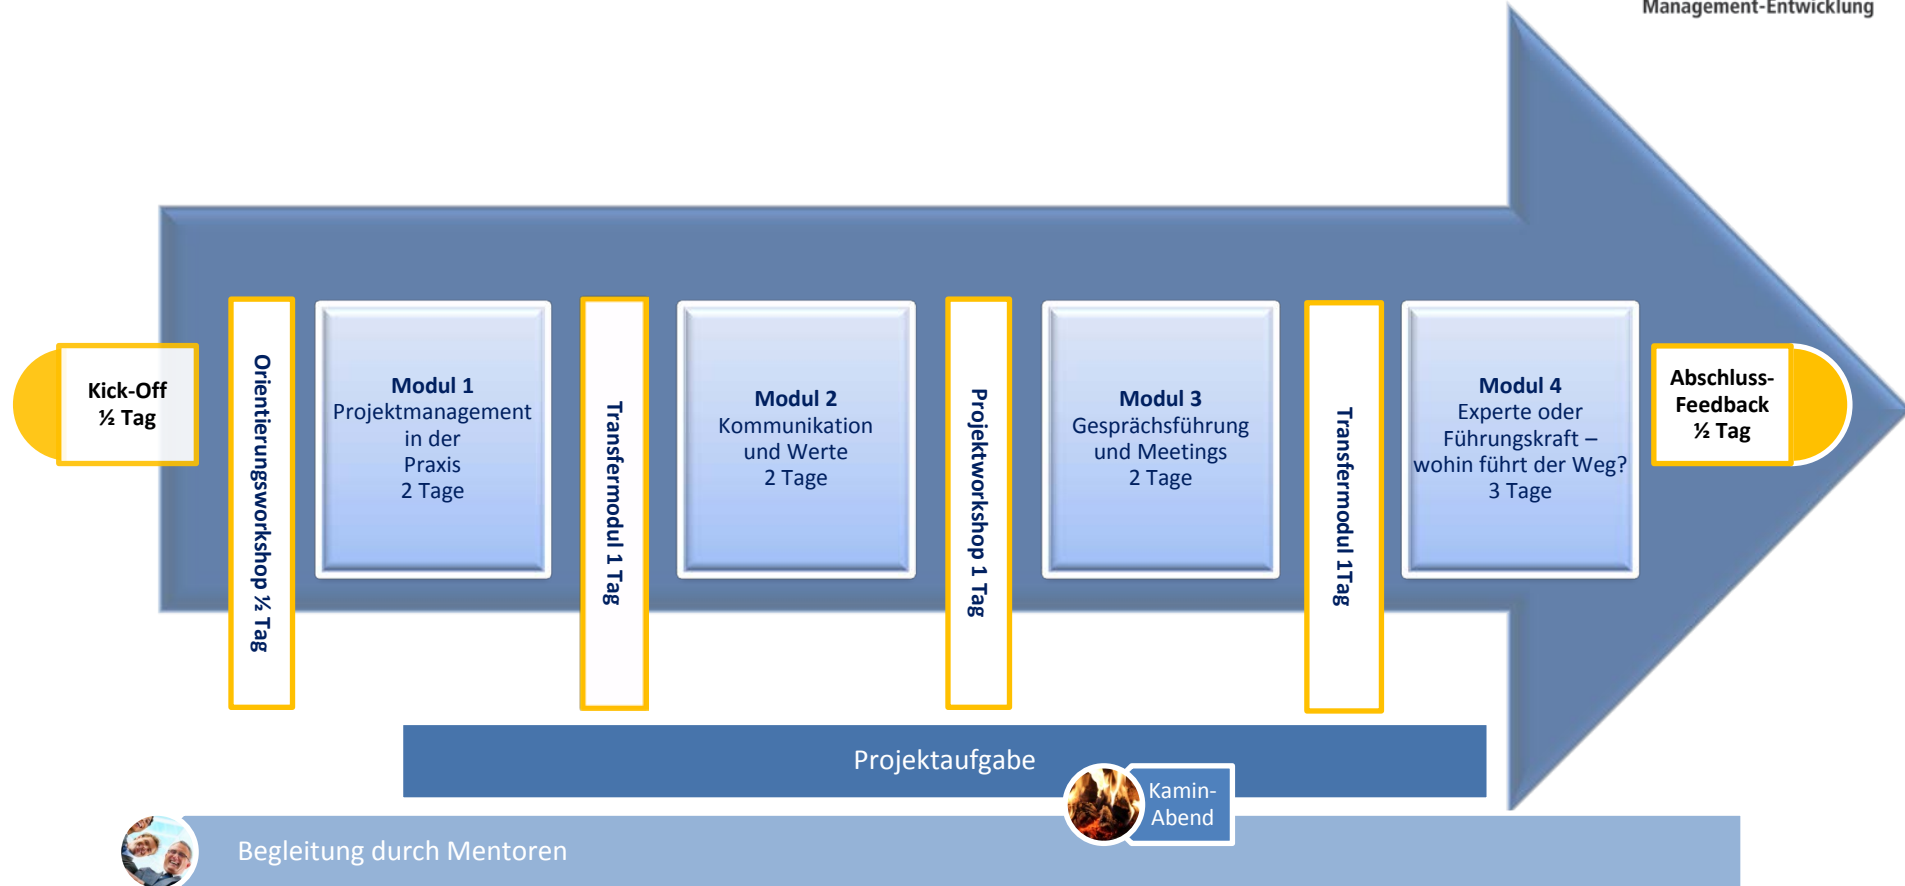 Management-Entwicklung
Kick-Off
½ Tag
Orientierungsworkshop ½ Tag
Modul 1
Projektmanagement
in der
Praxis
2 Tage
Transfermodul 1 Tag
Modul 2
Kommunikation
und Werte
2 Tage
Projektworkshop 1 Tag
Modul 3
Gesprächsführung
und Meetings
2 Tage
Transfermodul 1Tag
Modul 4
Experte oder
Führungskraft –
wohin führt der Weg?
3 Tage
Abschluss-
Feedback
½ Tag
Projektaufgabe
Kamin-
Abend
Begleitung durch Mentoren